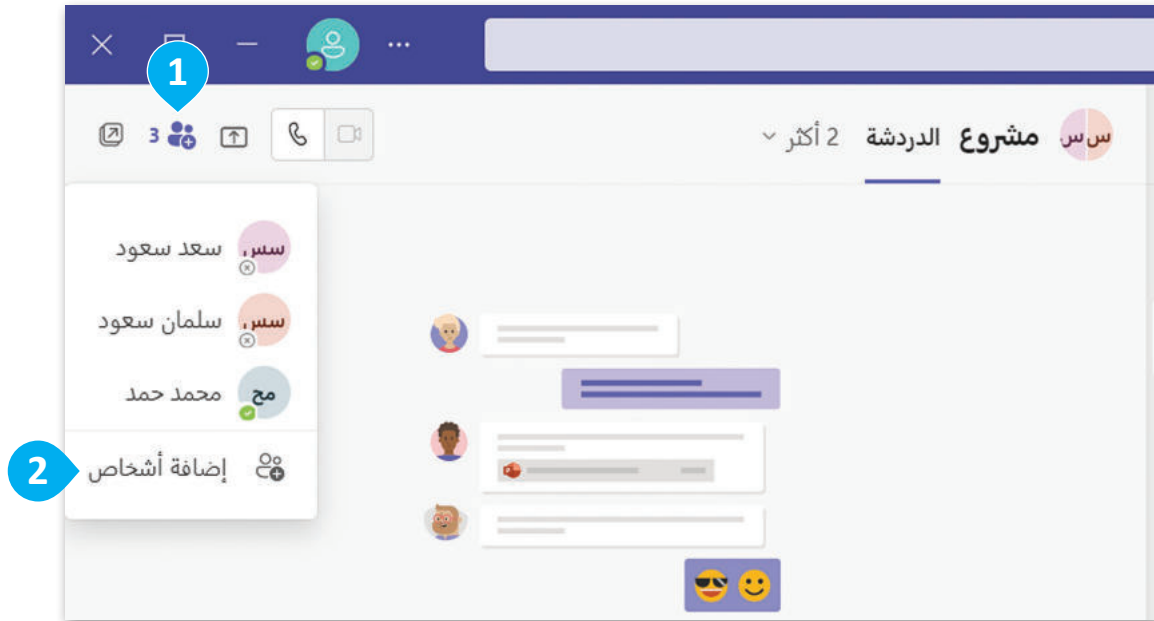 1
س س مشروع الدردشة 2 أكثر
3
سس سعد سعود
سس سلمان سعود
مح محمد حمد
2 إضافة أشخاص